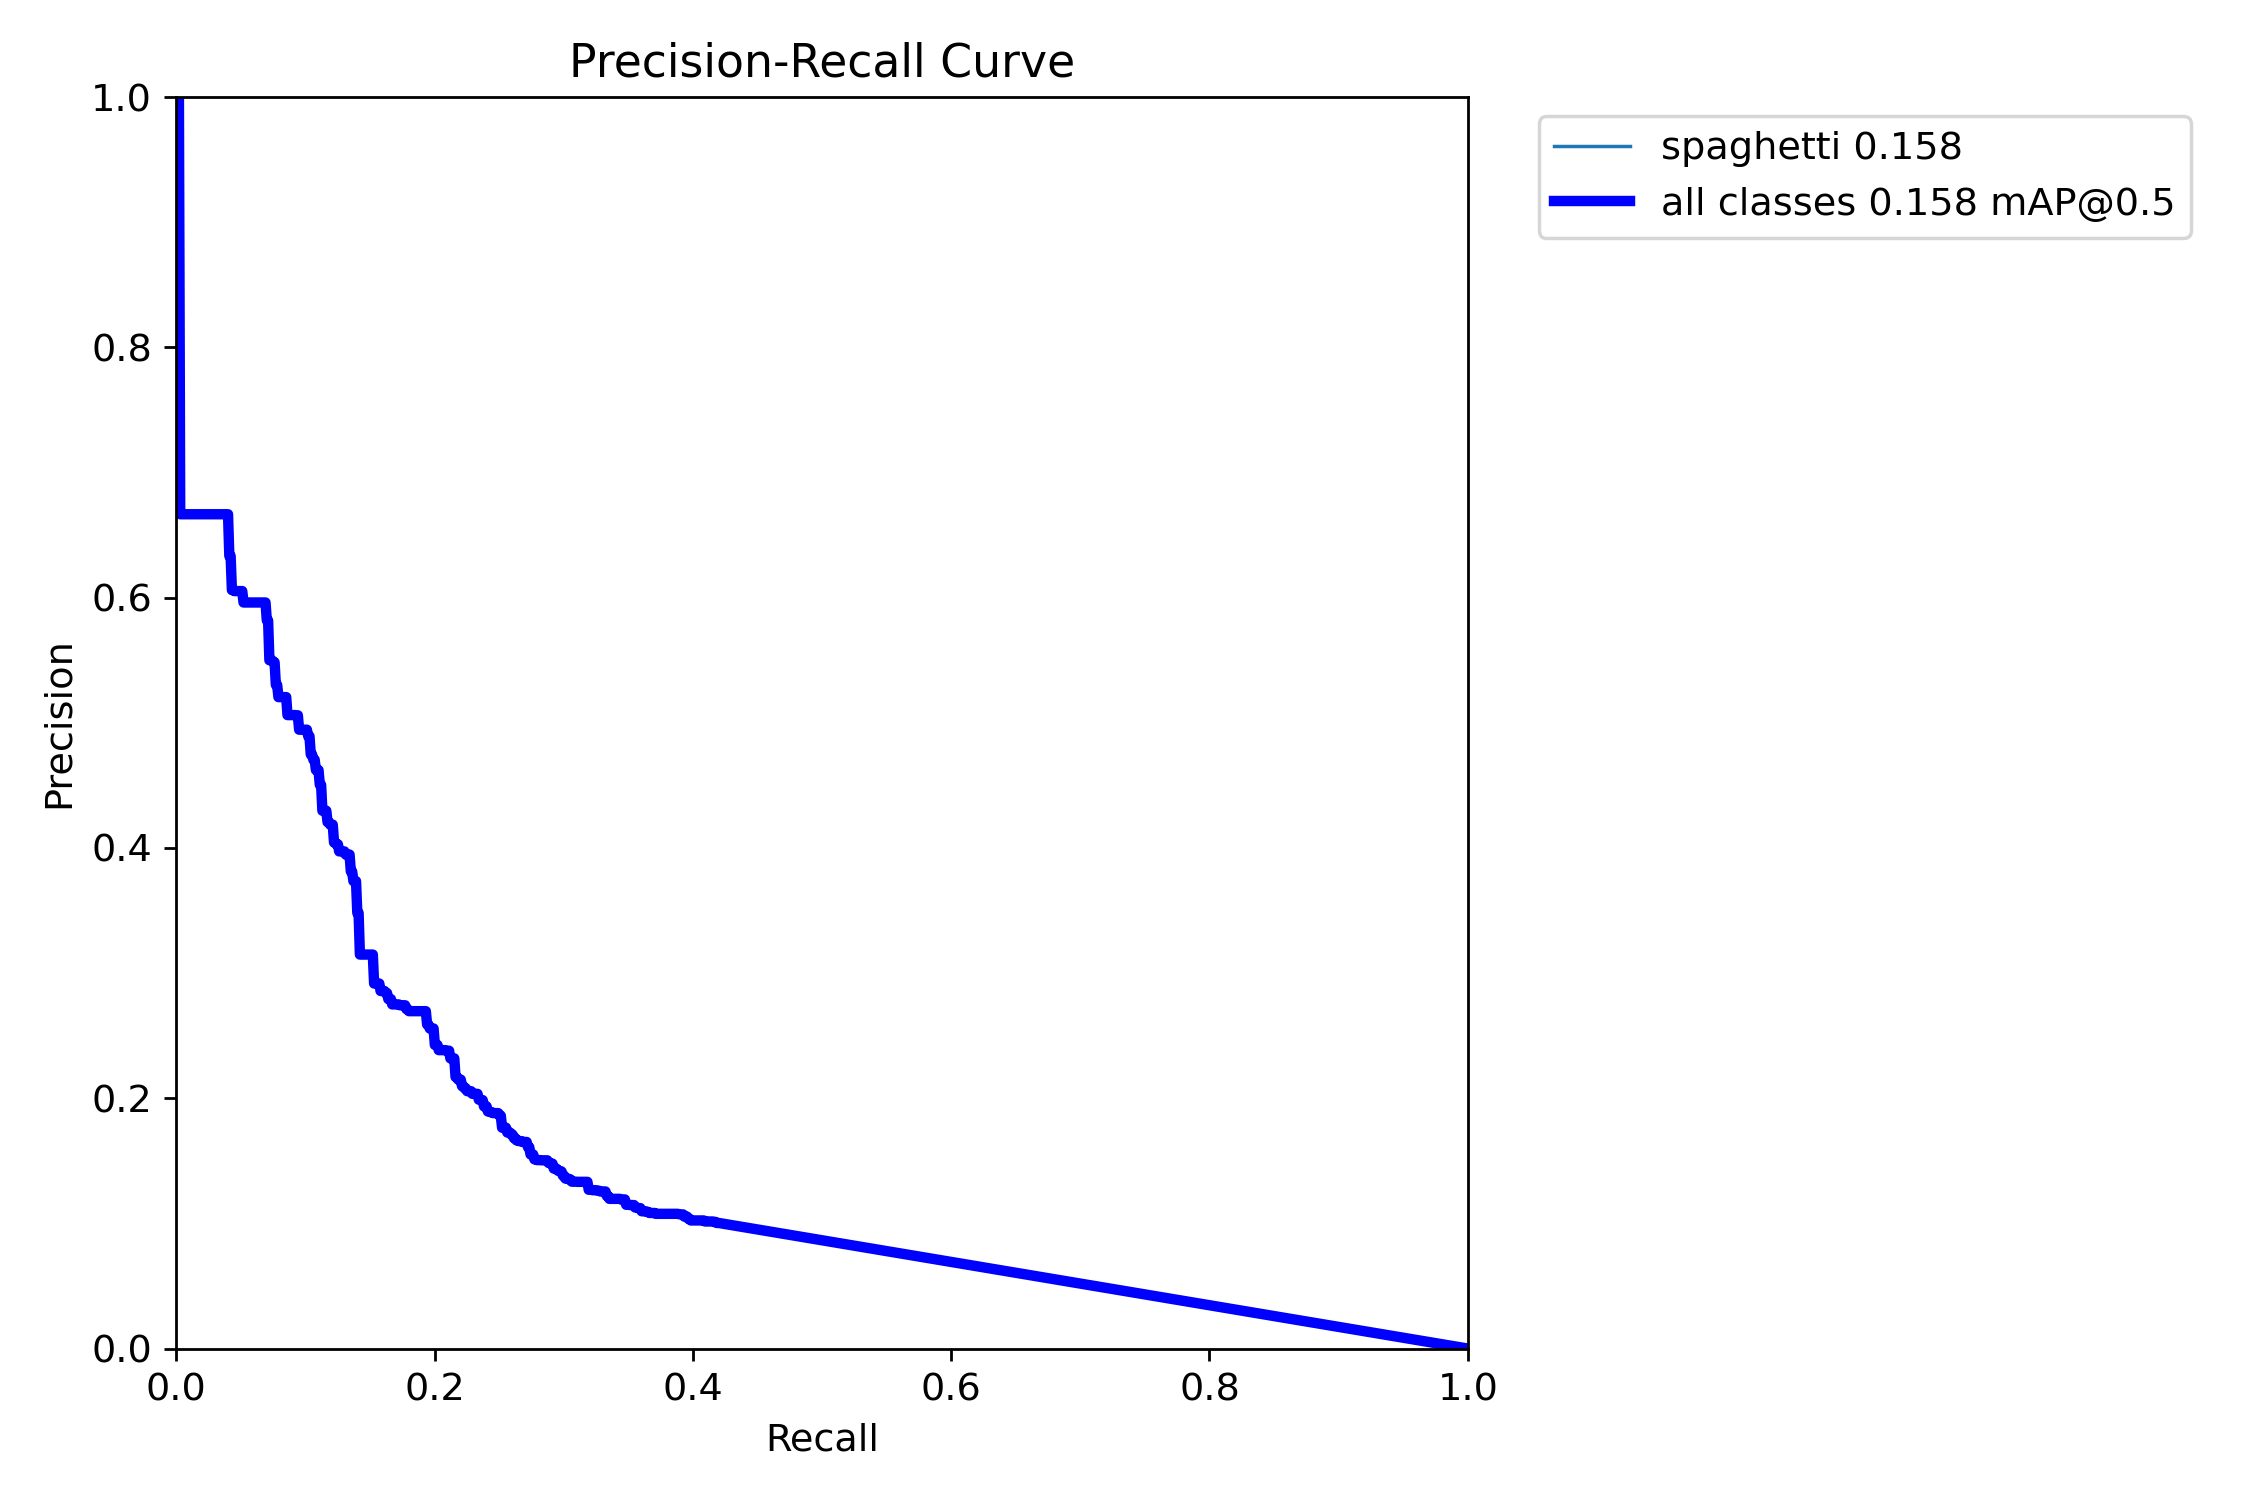 Precision-Recall Curve
1.0
0.8
0.6
0.4
0.2
0.0
Precision
0.0 0.2 0.4 0.6 0.8 1.0
Recall
spaghetti 0.158
all classes 0.158 mAP@0.5